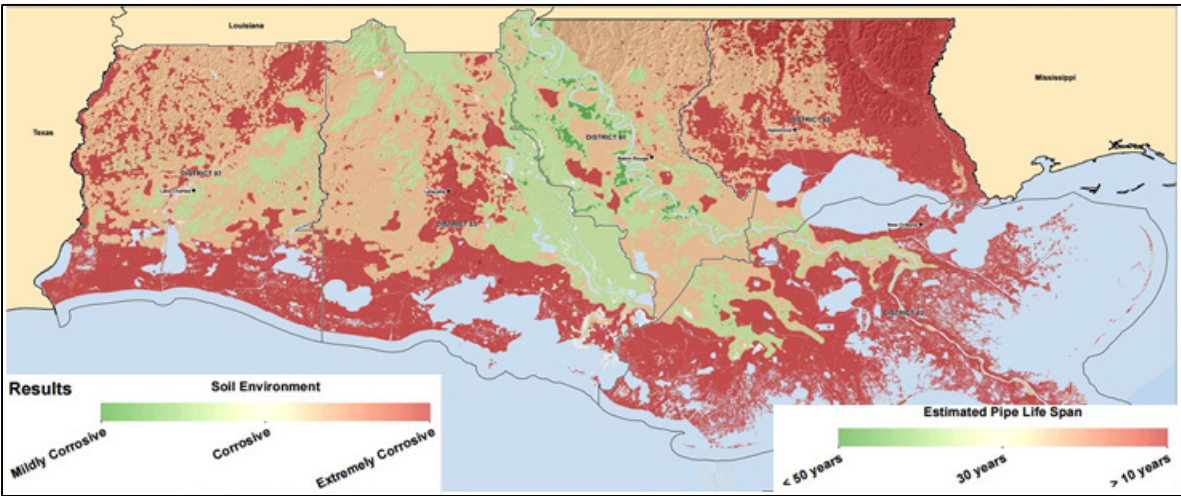 Louisiana
Mississippi
Texas
DISTRICT 61
DISTRICT 62
Hammond
Baton Rouge
DISTRICT 07
Lake Charles
Lafayette
DISTRICT 03
New Orleans
DISTRICT 02
Results
Soil Environment
Mildly Corrosive
Corrosive
Extremely Corrosive
Estimated Pipe Life Span
< 50 years
30 years
> 10 years